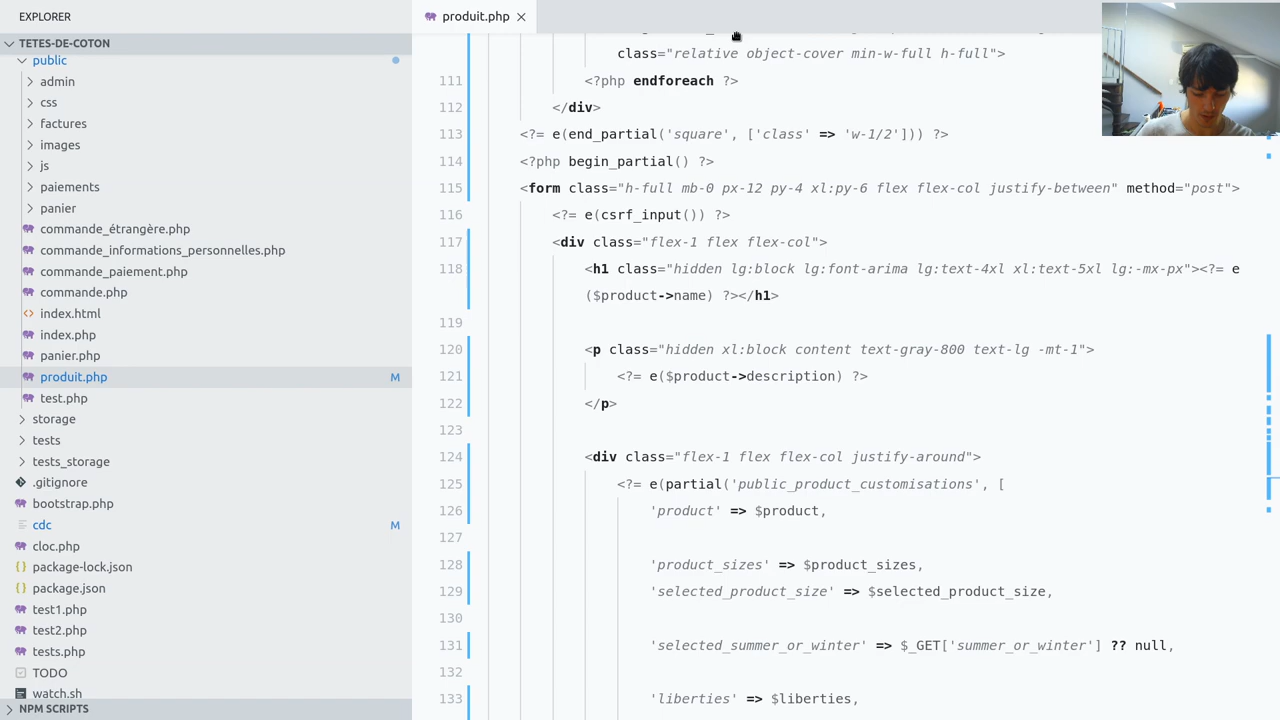 EXPLORER
TETES-DE-COTON
public
admin
css
factures
images
js
paiements
panier
commande_étrangère.php
commande_informations_personnelles.php
commande_paiement.php
commande.php
index.html
index.php
panier.php
produit.php M
test.php
storage
tests
tests_storage
.gitignore
bootstrap.php
cdc M
cloc.php
package-lock.json
package.json
test1.php
test2.php
tests.php
TODO
watch.sh
NPM SCRIPTS
produit.php
class="relative object-cover min-w-full h-full">
111 <?php endforeach ?>
112 </div>
113 <?= e(end_partial('square', ['class' => 'w-1/2'])) ?>
114 <?php begin_partial() ?>
115 <form class="h-full mb-0 px-12 py-4 xl:py-6 flex flex-col justify-between" method="post">
116 <?= e(csrf_input()) ?>
117 <div class="flex-1 flex flex-col">
118 <h1 class="hidden lg:block lg:font-arima lg:text-4xl xl:text-5xl lg:-mx-px"><?= e
($product->name) ?></h1>
119
120 <p class="hidden xl:block content text-gray-800 text-lg -mt-1">
121 <?= e($product->description) ?>
122 </p>
123
124 <div class="flex-1 flex flex-col justify-around">
125 <?= e(partial('public_product_customisations', [
126 'product' => $product,
127
128 'product_sizes' => $product_sizes,
129 'selected_product_size' => $selected_product_size,
130
131 'selected_summer_or_winter' => $_GET['summer_or_winter'] ?? null,
132
133 'liberties' => $liberties,